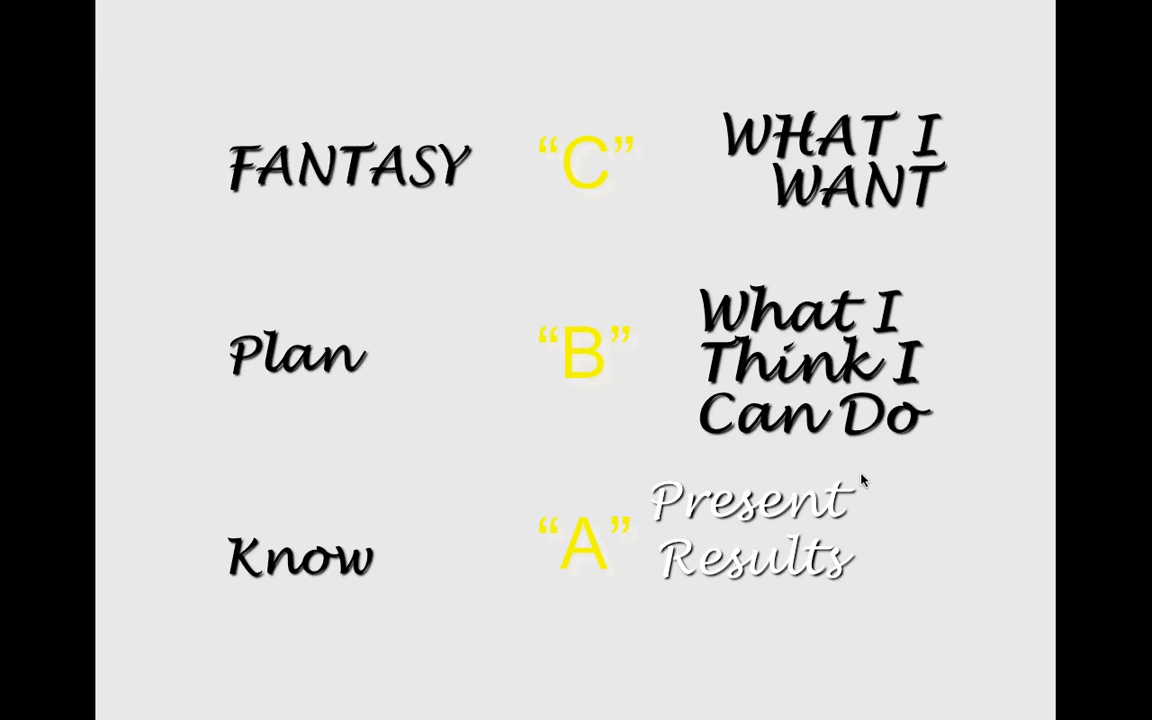 FANTASY “C” WHAT I
WANT
Plan “B” What I
Think I
Can Do
Know “A” Present
Results